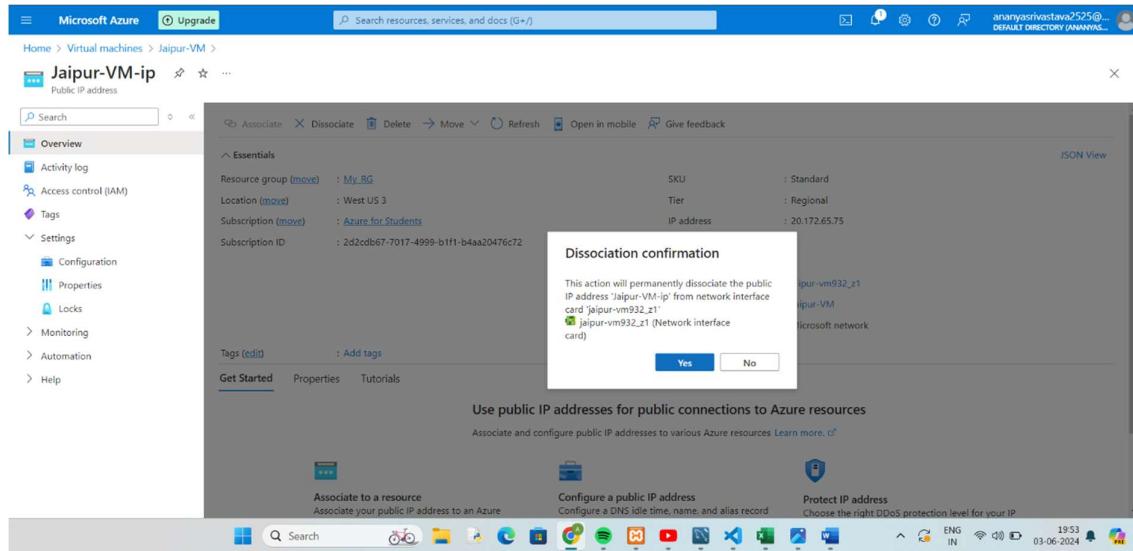 Microsoft Azure
Upgrade
Search resources, services, and docs (G+/)
1
ananyasrivastava2525@...
DEFAULT DIRECTORY (ANANYAS...
Home > Virtual machines > Jaipur-VM >
Jaipur-VM-ip
Public IP address
Search
Overview
Activity log
Access control (IAM)
Tags
Settings
Configuration
Properties
Locks
Monitoring
Automation
Help
Associate Dissociate Delete Move Refresh Open in mobile Give feedback
Essentials
JSON View
Resource group (move) : My_RG
Location (move) : West US 3
Subscription (move) : Azure for Students
Subscription ID : 2d2cdb67-7017-4999-b1f1-b4aa20476c72
SKU : Standard
Tier : Regional
IP address : 20.172.65.75
ipur-vm932_z1
ipur-VM
licrosoft network
Dissociation confirmation
This action will permanently dissociate the public
IP address 'Jaipur-VM-ip' from network interface
card 'jaipur-vm932_z1'
jaipur-vm932_z1 (Network interface
card)
Yes No
Tags (edit) : Add tags
Get Started Properties Tutorials
Use public IP addresses for public connections to Azure resources
Associate and configure public IP addresses to various Azure resources Learn more.
Associate to a resource
Associate your public IP address to an Azure
Configure a public IP address
Configure a DNS idle time, name, and alias record
Protect IP address
Choose the right DDoS protection level for your IP
Search
ENG
IN
19:53
03-06-2024
PRE